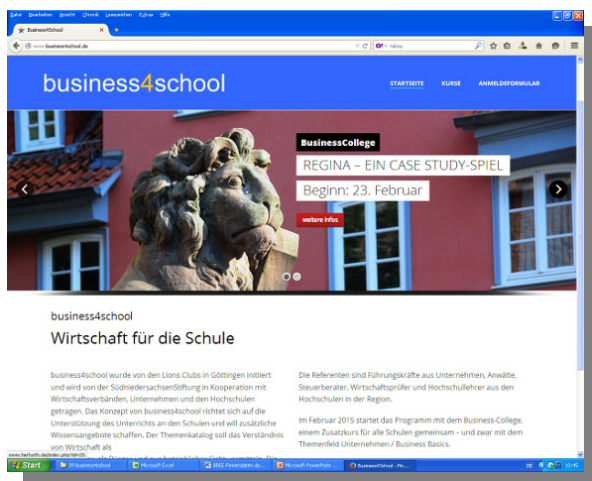 Datei Bearbeiten Ansicht Chronik Lesezeichen Extras Hilfe
Business4School
www.business4school.de
Yahoo
business4school
STARTSEITE KURSE ANMELDEFORMULAR
BusinessCollege
REGINA – EIN CASE STUDY-SPIEL
Beginn: 23. Februar
weitere infos
business4school
Wirtschaft für die Schule
business4school wurde von den Lions Clubs in Göttingen initiiert
und wird von der SüdniedersachsenStiftung in Kooperation mit
Wirtschaftsverbänden, Unternehmen und den Hochschulen
getragen. Das Konzept von business4school richtet sich auf die
Unterstützung des Unterrichts an den Schulen und will zusätzliche
Wissensangebote schaffen. Der Themenkatalog soll das Verständnis
von Wirtschaft als
Die Referenten sind Führungskräfte aus Unternehmen, Anwälte,
Steuerberater, Wirtschaftsprüfer und Hochschullehrer aus den
Hochschulen in der Region.
Im Februar 2015 startet das Programm mit dem Business-College,
einem Zusatzkurs für alle Schulen gemeinsam – und zwar mit dem
Themenfeld Unternehmen / Business Basics.
Start
Microsoft Excel
Microsoft PowerPoint ...
Business4School - Mo...
DE